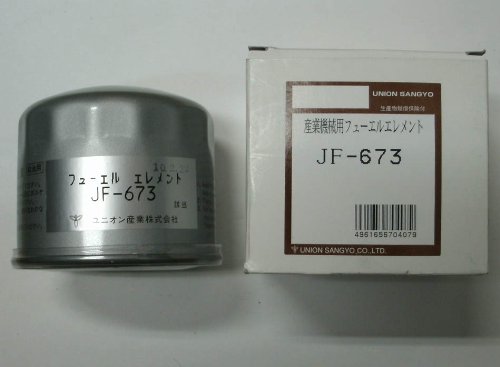 フューエル エレメント
JF-673
ユニオン産業株式会社
UNION SANGYO
生産物賠償保険付
産業機械用フューエルエレメント
JF-673
UNION SANGYO CO.,LTD.
4961656704079